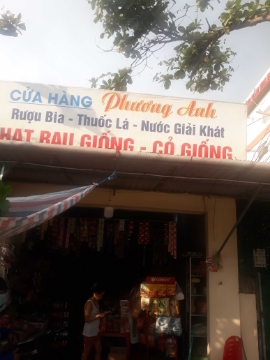 CỬA HÀNG Phương Anh
Rượu Bia - Thuốc Lá - Nước Giải Khát
HẠT RAU GIỐNG - CỎ GIỐNG